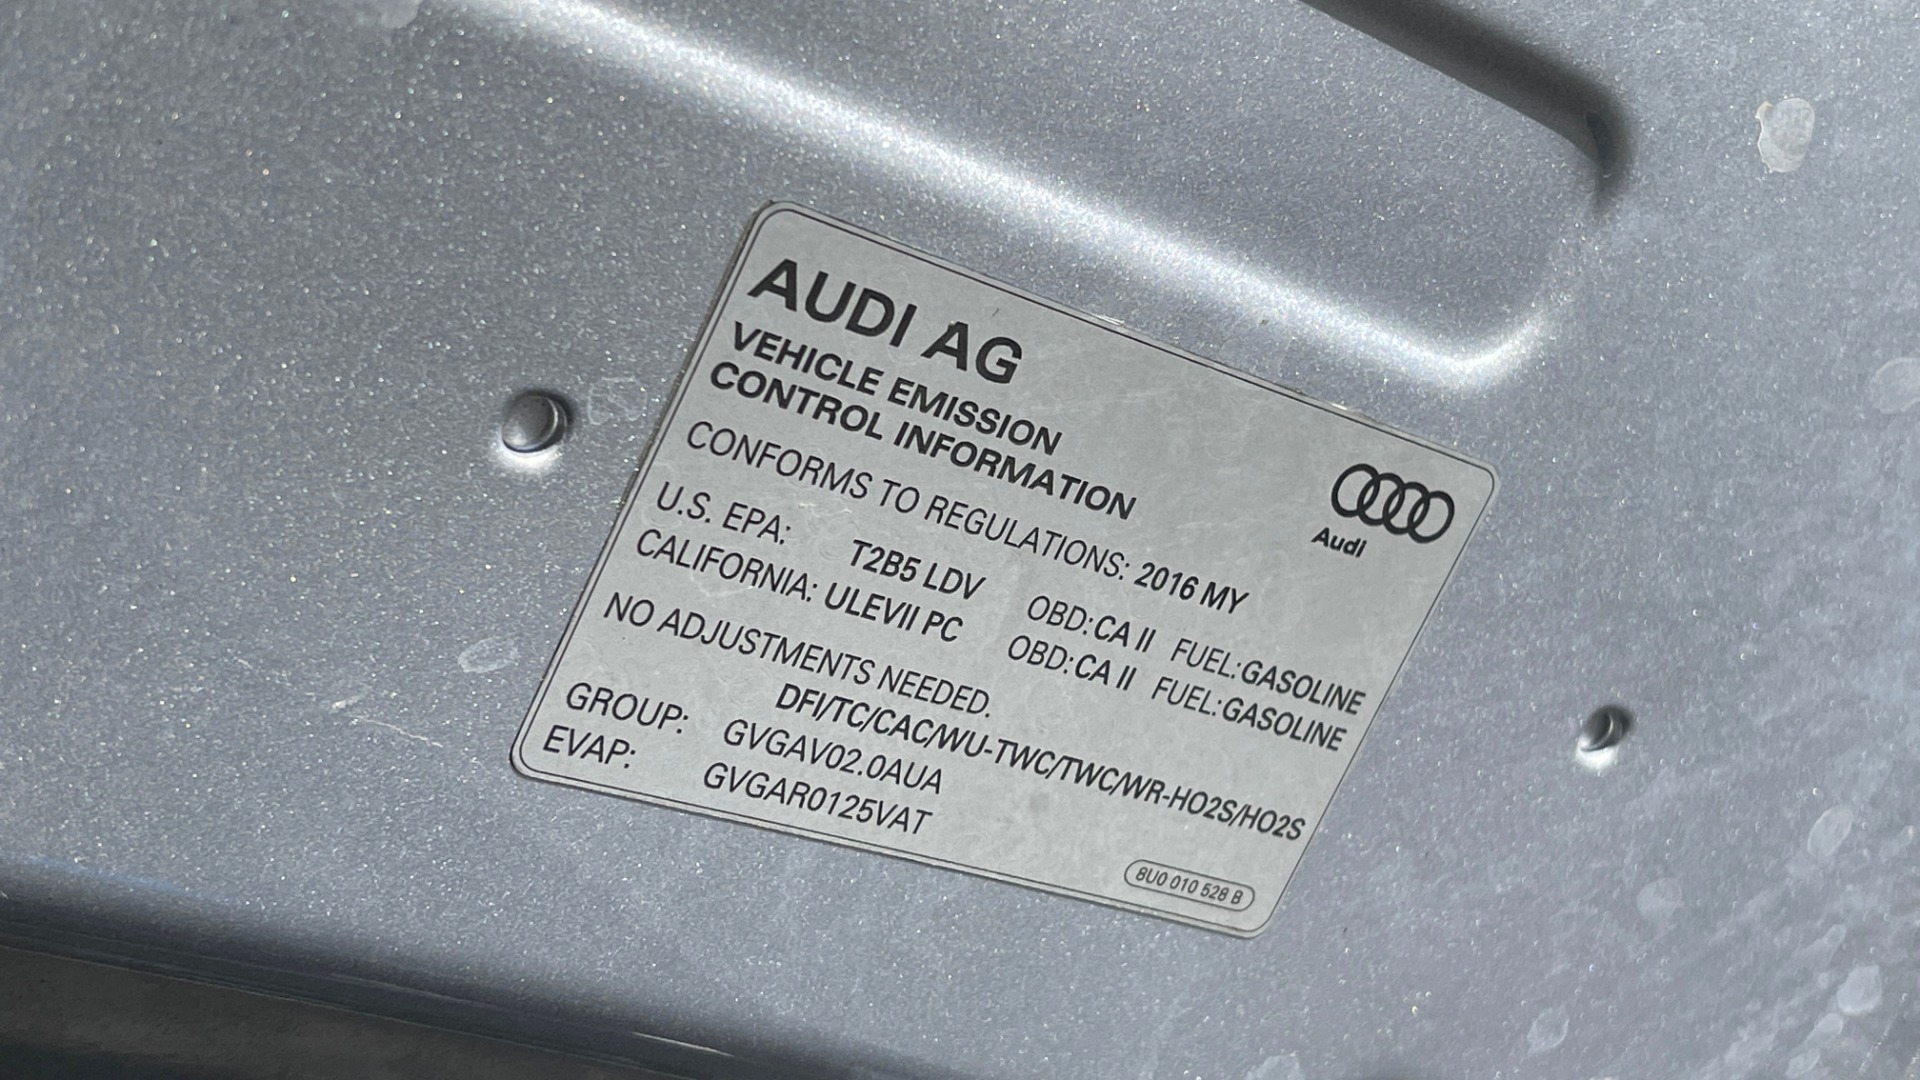 AUDI AG
VEHICLE EMISSION
CONTROL INFORMATION
Audi
CONFORMS TO REGULATIONS: 2016 MY
U.S. EPA: T2B5 LDV OBD:CA II FUEL:GASOLINE
CALIFORNIA: ULEVII PC OBD:CA II FUEL:GASOLINE
NO ADJUSTMENTS NEEDED.
DFI/TC/CAC/WU-TWC/TWC/WR-HO2S/HO2S
GROUP: GVGAV02.0AUA
EVAP: GVGAR0125VAT
8U0 010 528 B